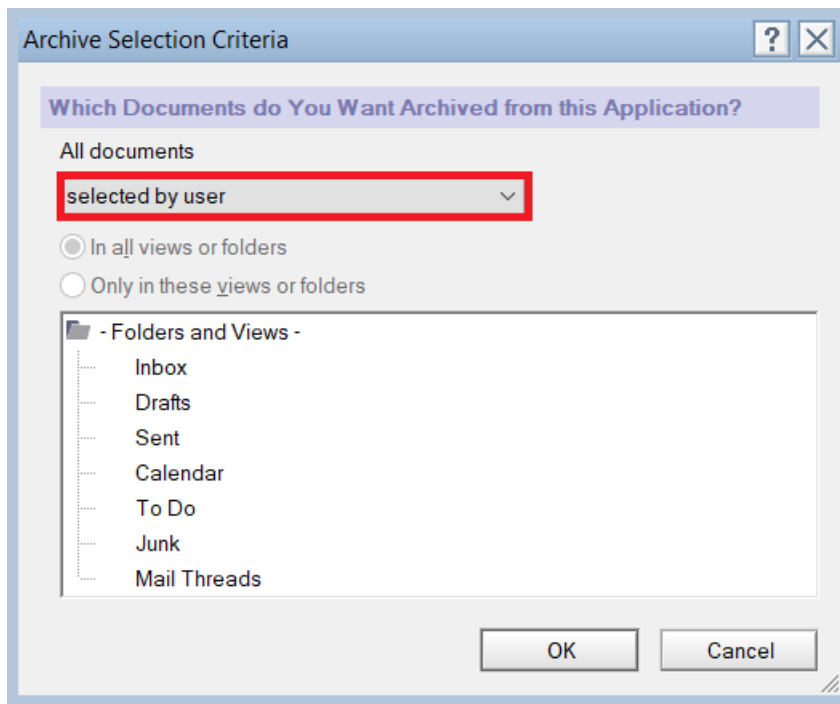 Archive Selection Criteria
?
Which Documents do You Want Archived from this Application?
All documents
selected by user
In all views or folders
Only in these views or folders
- Folders and Views -
Inbox
Drafts
Sent
Calendar
To Do
Junk
Mail Threads
OK Cancel